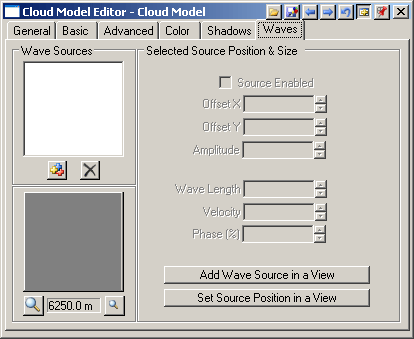 Cloud Model Editor - Cloud Model
General Basic Advanced Color Shadows Waves
Wave Sources
Selected Source Position & Size
Source Enabled
Offset X
Offset Y
Amplitude
Wave Length
Velocity
Phase (%)
Add Wave Source in a View
Set Source Position in a View
6250.0 m